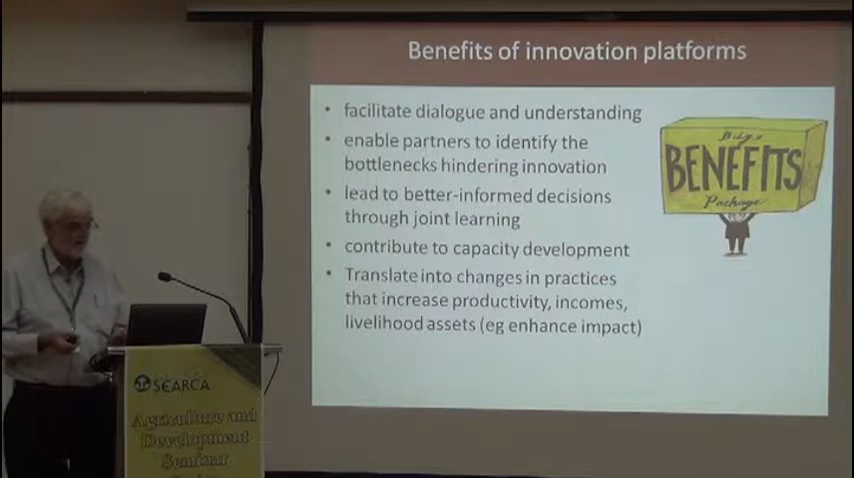 Benefits of innovation platforms
• facilitate dialogue and understanding
• enable partners to identify the
bottlenecks hindering innovation
• lead to better-informed decisions
through joint learning
• contribute to capacity development
• Translate into changes in practices
that increase productivity, incomes,
livelihood assets (eg enhance impact)
BENEFITS
Package
SEARCA
Agriculture and
Development
Seminar